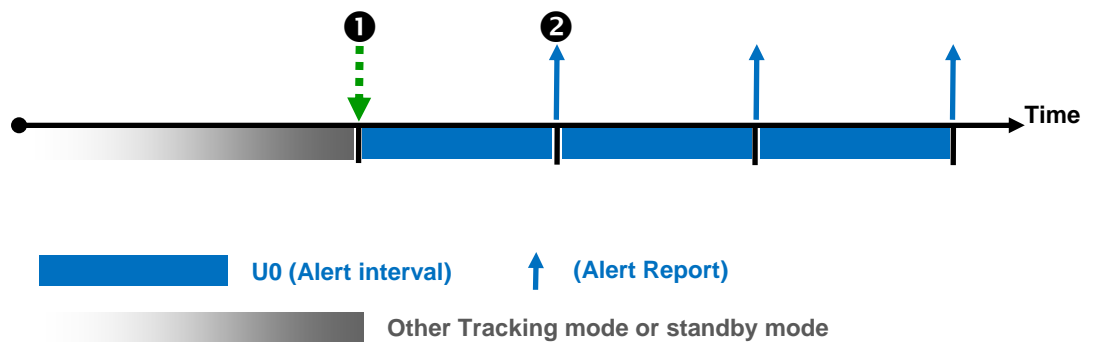 ❶ ❷
Time
U0 (Alert interval) (Alert Report)
Other Tracking mode or standby mode